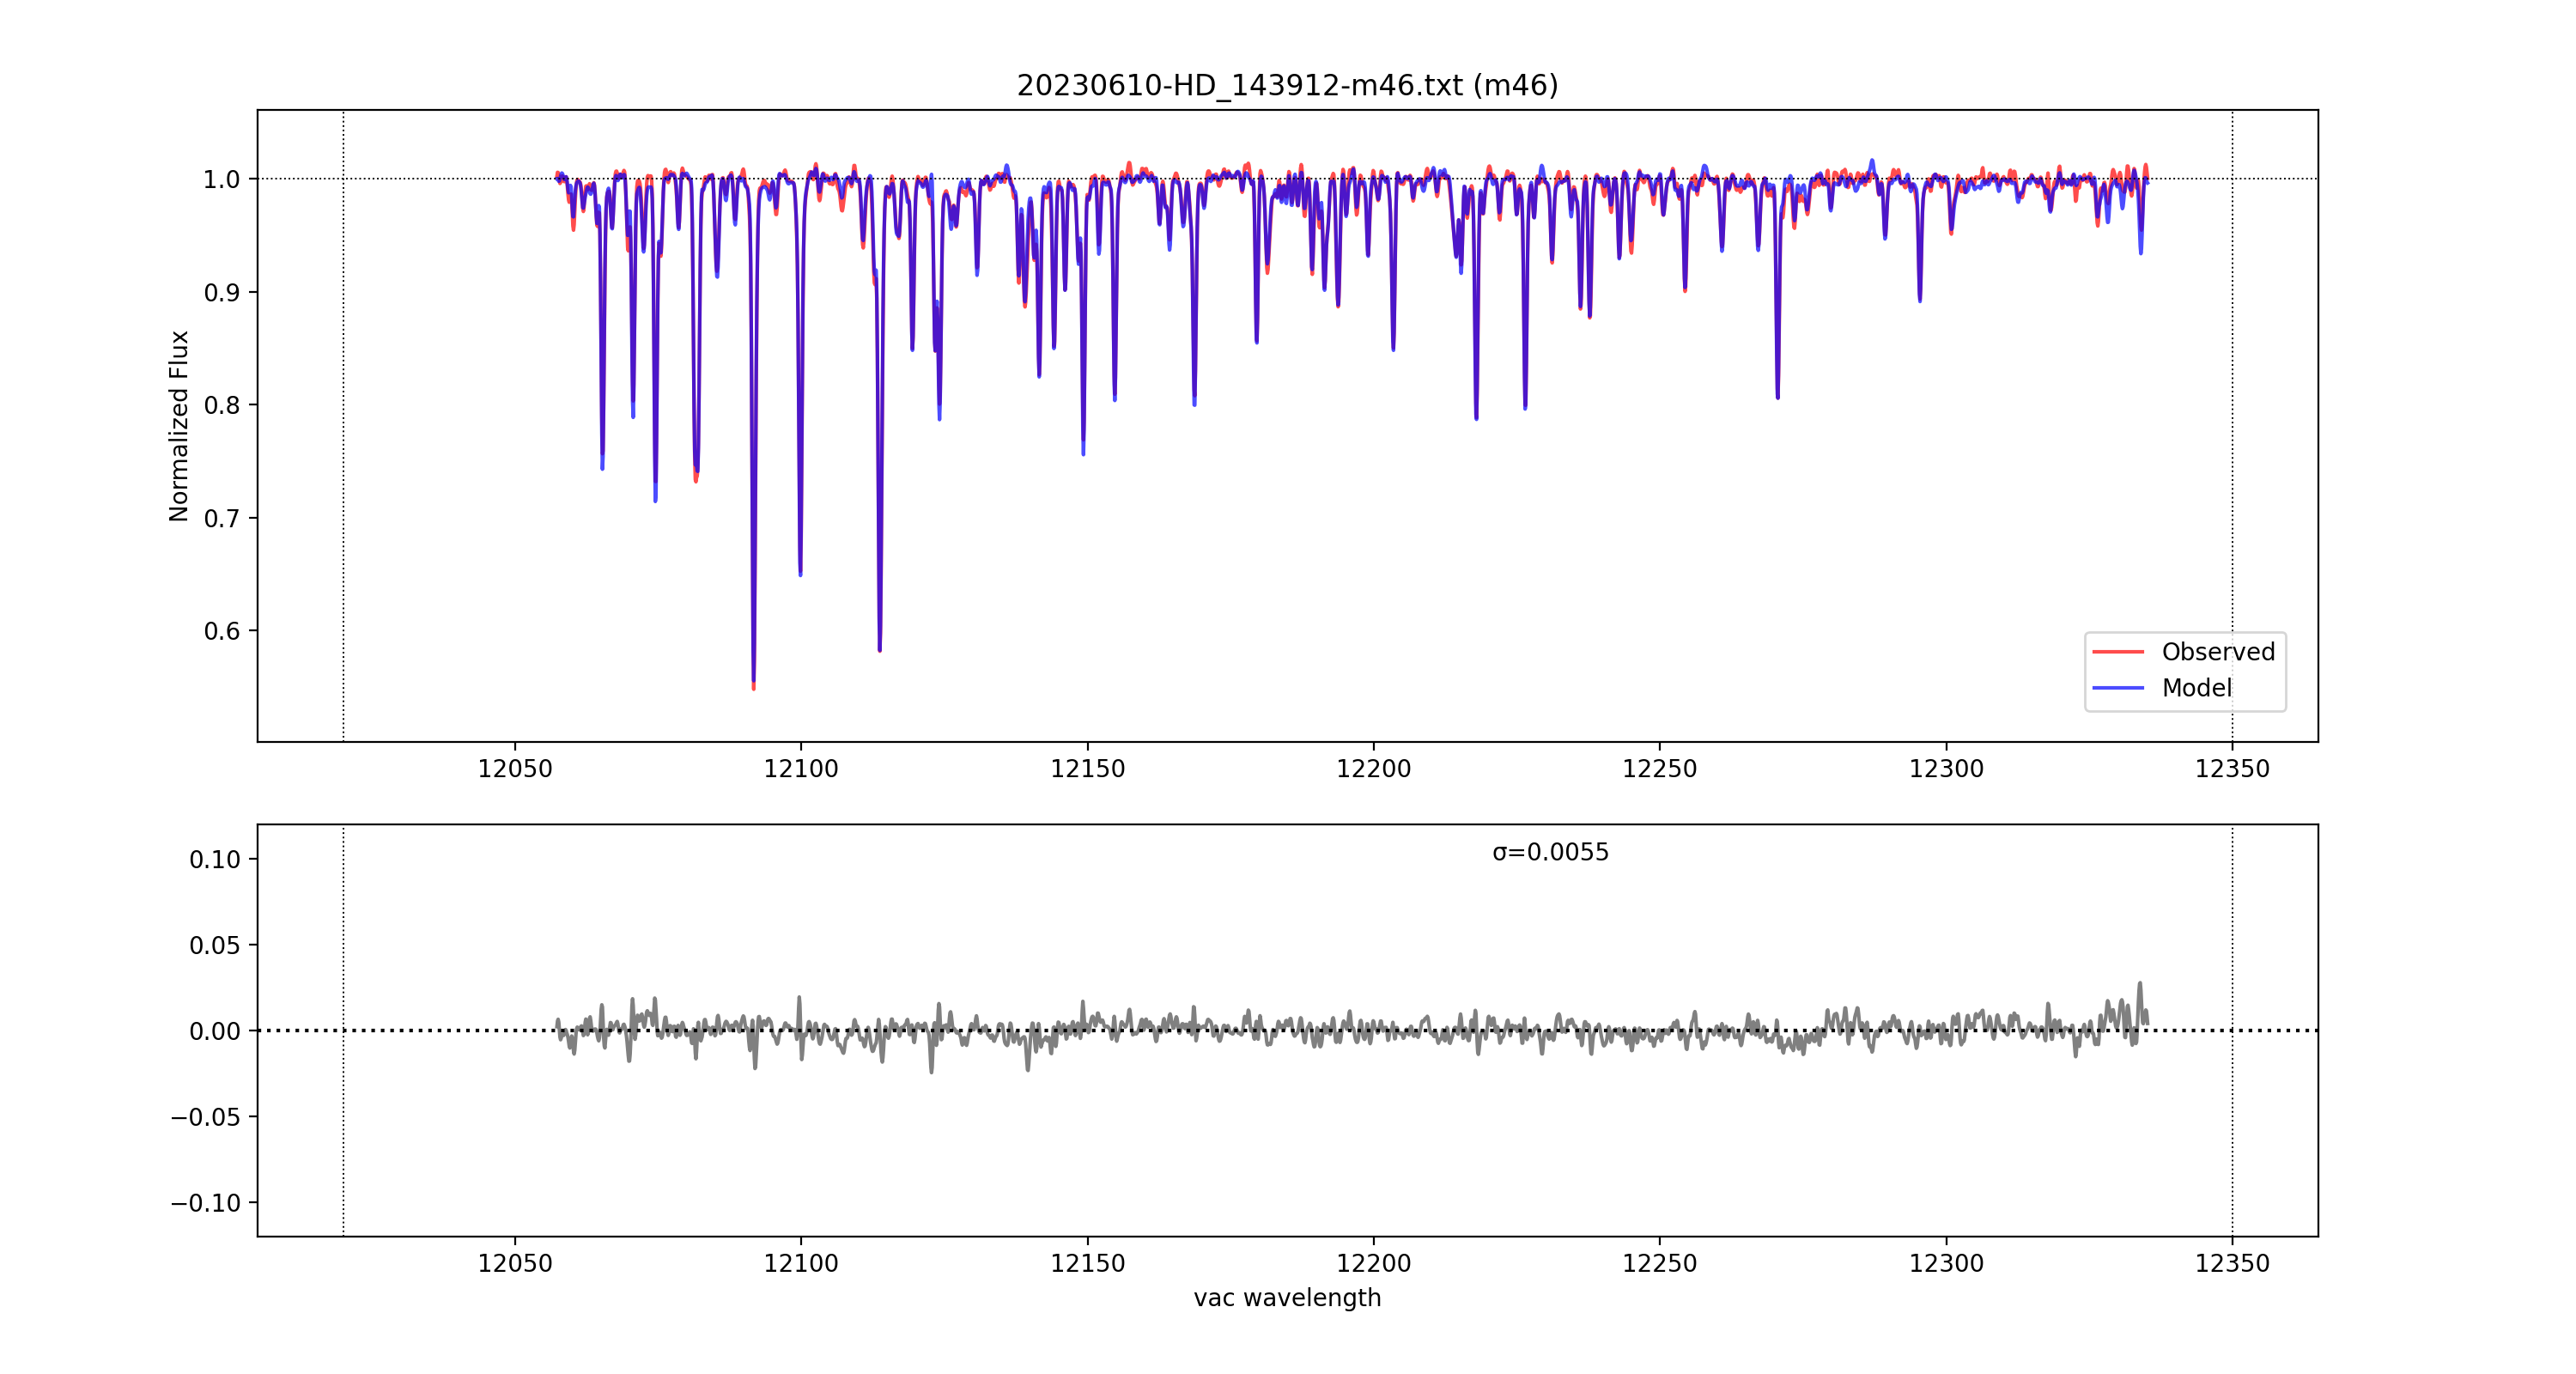 20230610-HD_143912-m46.txt (m46)
1.0
0.9
0.8
0.7
0.6
Normalized Flux
Observed
Model
12050 12100 12150 12200 12250 12300 12350
σ=0.0055
0.10
0.05
0.00
−0.05
−0.10
12050 12100 12150 12200 12250 12300 12350
vac wavelength